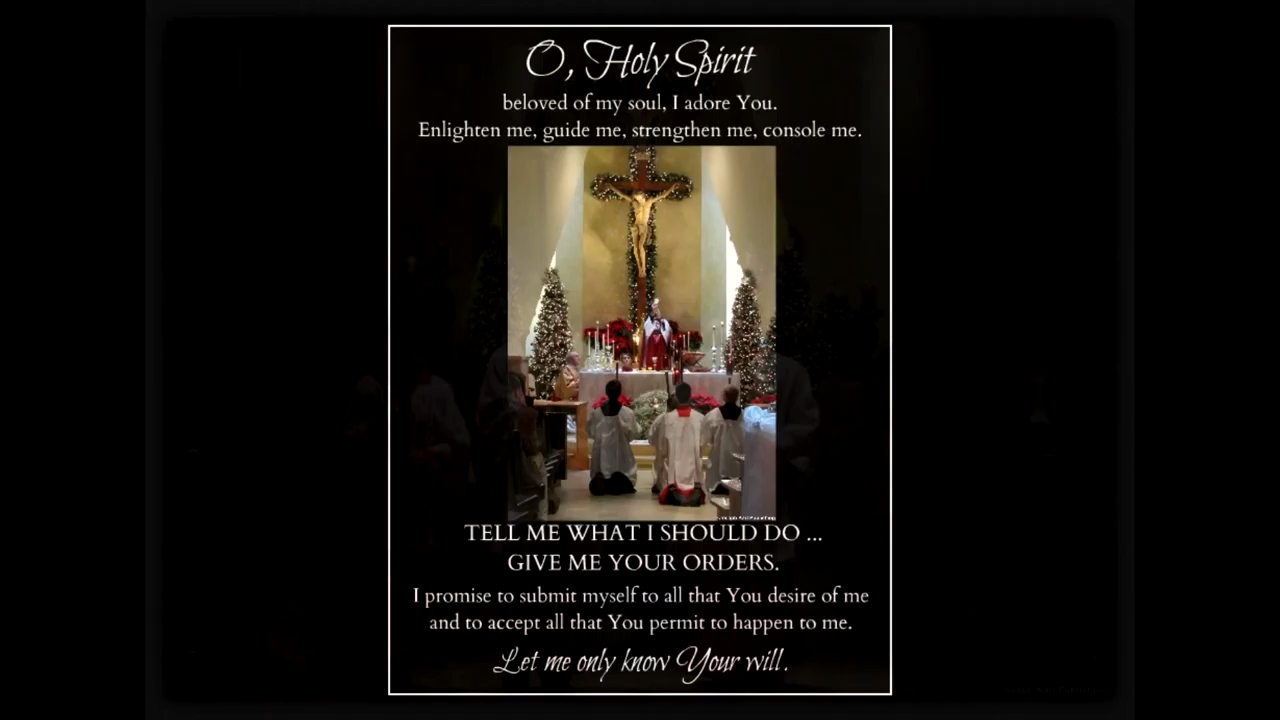 O, Holy Spirit
beloved of my soul, I adore You.
Enlighten me, guide me, strengthen me, console me.
TELL ME WHAT I SHOULD DO ...
GIVE ME YOUR ORDERS.
I promise to submit myself to all that You desire of me
and to accept all that You permit to happen to me.
Let me only know Your will.